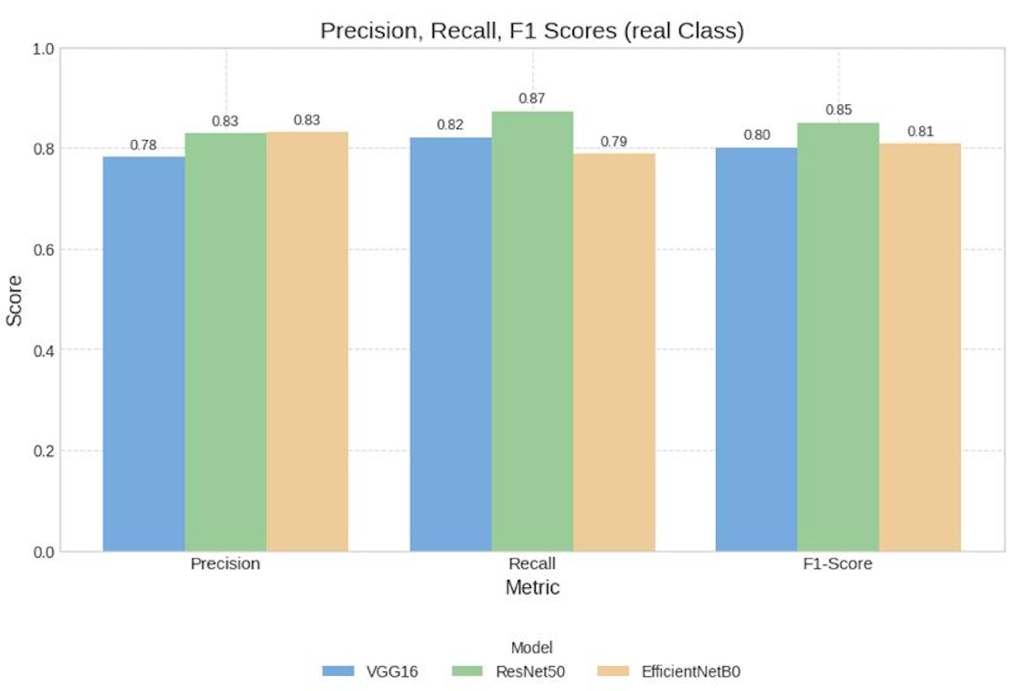 Precision, Recall, F1 Scores (real Class)
1.0
0.8
0.6
0.4
0.2
0.0
Score
0.78
0.83
0.83
0.82
0.87
0.79
0.80
0.85
0.81
Precision Recall F1-Score
Metric
Model
VGG16 ResNet50 EfficientNetB0